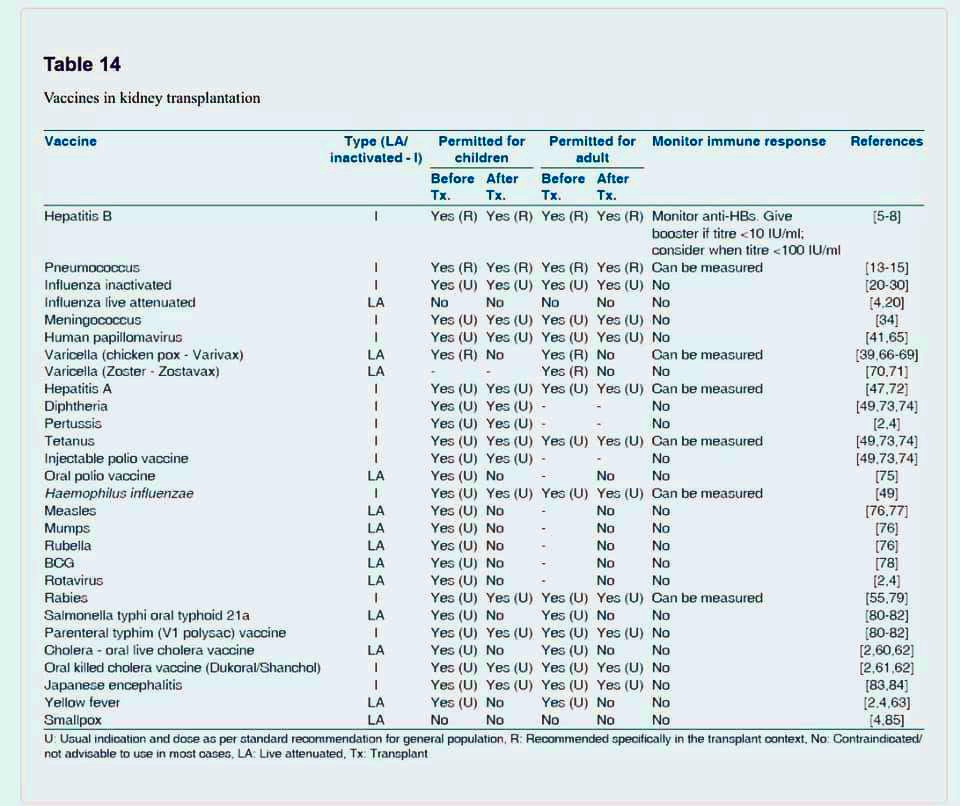 Table 14
Vaccines in kidney transplantation
Vaccine Type (LA/ Permitted for Permitted for Monitor immune response References
inactivated - I) children adult
Before After Before After
Tx. Tx. Tx. Tx.
Hepatitis B I Yes (R) Yes (R) Yes (R) Yes (R) Monitor anti-HBs. Give [5-8]
booster if titre <10 IU/ml;
consider when titre <100 IU/ml
Pneumococcus I Yes (R) Yes (R) Yes (R) Yes (R) Can be measured [13-15]
Influenza inactivated I Yes (U) Yes (U) Yes (U) Yes (U) No [20-30]
Influenza live attenuated LA No No No No No [4,20]
Meningococcus I Yes (U) Yes (U) Yes (U) Yes (U) No [34]
Human papillomavirus I Yes (U) Yes (U) Yes (U) Yes (U) No [41,65]
Varicella (chicken pox - Varivax) LA Yes (R) No Yes (R) No Can be measured [39,66-69]
Varicella (Zoster - Zostavax) LA - - Yes (R) No No [70,71]
Hepatitis A I Yes (U) Yes (U) Yes (U) Yes (U) Can be measured [47,72]
Diphtheria I Yes (U) Yes (U) - - No [49,73,74]
Pertussis I Yes (U) Yes (U) - - No [2,4]
Tetanus I Yes (U) Yes (U) Yes (U) Yes (U) Can be measured [49,73,74]
Injectable polio vaccine I Yes (U) Yes (U) - - No [49,73,74]
Oral polio vaccine LA Yes (U) No - No No [75]
Haemophilus influenzae I Yes (U) Yes (U) Yes (U) Yes (U) Can be measured [49]
Measles LA Yes (U) No - No No [76,77]
Mumps LA Yes (U) No - No No [76]
Rubella LA Yes (U) No - No No [76]
BCG LA Yes (U) No - No No [78]
Rotavirus LA Yes (U) No - No No [2,4]
Rabies I Yes (U) Yes (U) Yes (U) Yes (U) Can be measured [55,79]
Salmonella typhi oral typhoid 21a LA Yes (U) No Yes (U) No No [80-82]
Parenteral typhim (V1 polysac) vaccine I Yes (U) Yes (U) Yes (U) Yes (U) No [80-82]
Cholera - oral live cholera vaccine LA Yes (U) No Yes (U) No No [2,60,62]
Oral killed cholera vaccine (Dukoral/Shanchol) I Yes (U) Yes (U) Yes (U) Yes (U) No [2,61,62]
Japanese encephalitis I Yes (U) Yes (U) Yes (U) Yes (U) No [83,84]
Yellow fever LA Yes (U) No Yes (U) No No [2,4,63]
Smallpox LA No No No No No [4,85]
U: Usual indication and dose as per standard recommendation for general population, R: Recommended specifically in the transplant context, No: Contraindicated/
not advisable to use in most cases, LA: Live attenuated, Tx: Transplant